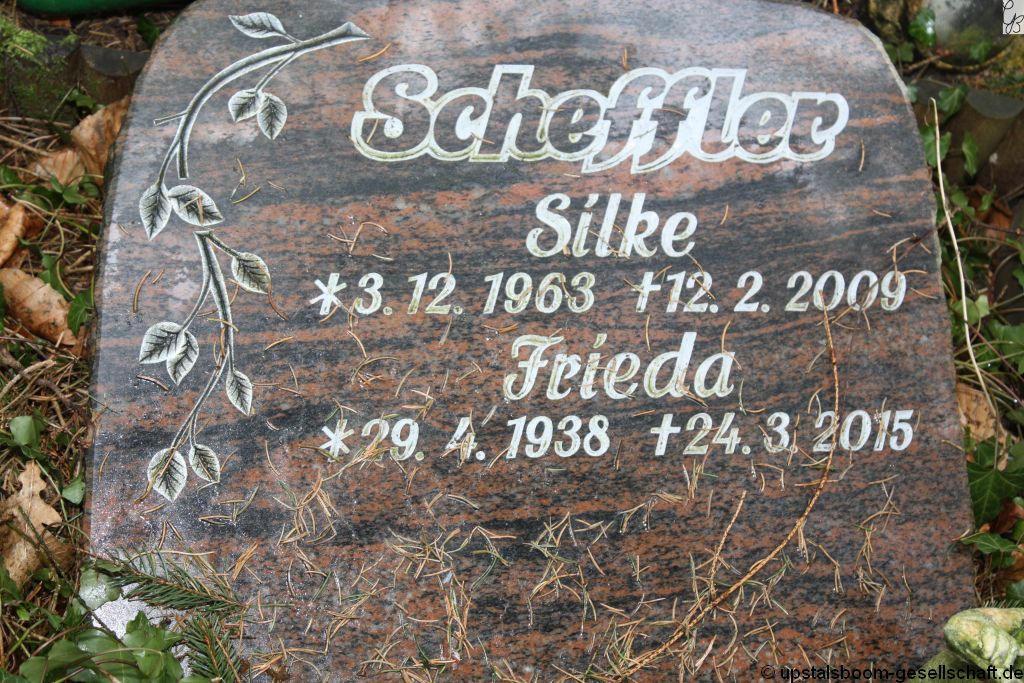 Scheffler
Silke
*3. 12. 1963 †12. 2. 2009
Frieda
*29. 4. 1938 †24. 3. 2015
© upstalsboom-gesellschaft.de